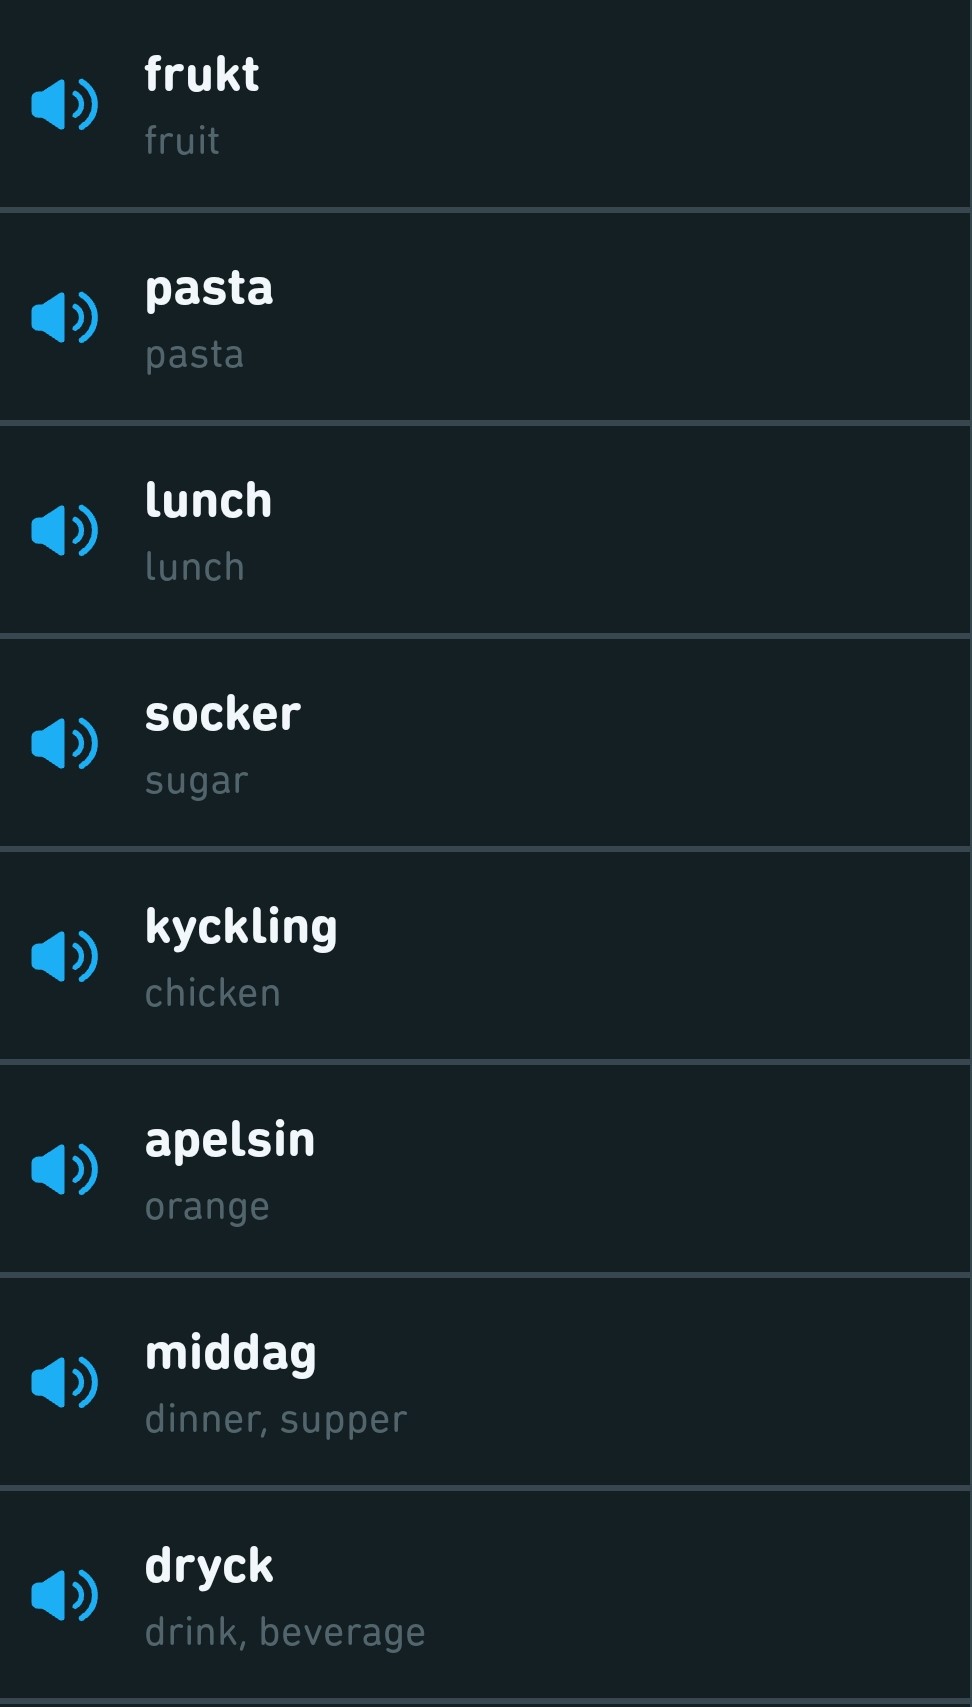 frukt
fruit
pasta
pasta
lunch
lunch
socker
sugar
kyckling
chicken
apelsin
orange
middag
dinner, supper
dryck
drink, beverage